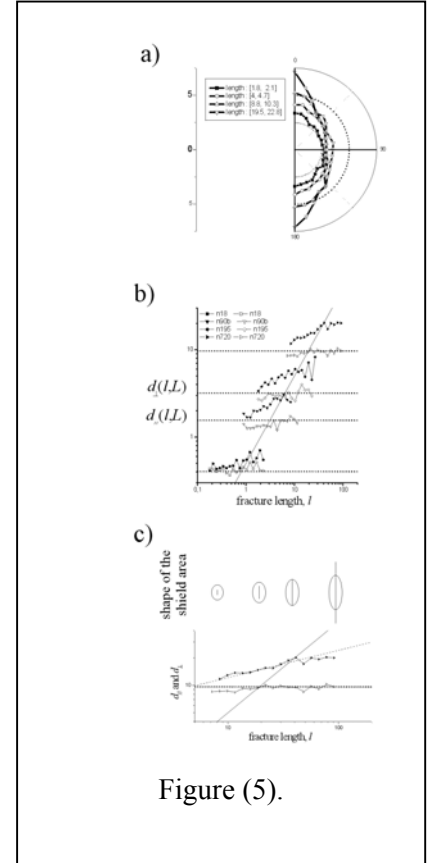 a)
0
5
0
5
length : [1.8, 2.1]
length : [4, 4.7]
length : [8.8, 10.3]
length : [19.5, 22.8]
90
180
b)
n18 n18
n90b n90b
n195 n195
n720 n720
10
1
0,1 1 10 100
fracture length, l
c)
shape of the
shield area
10
10 100
fracture length, l
Figure (5).